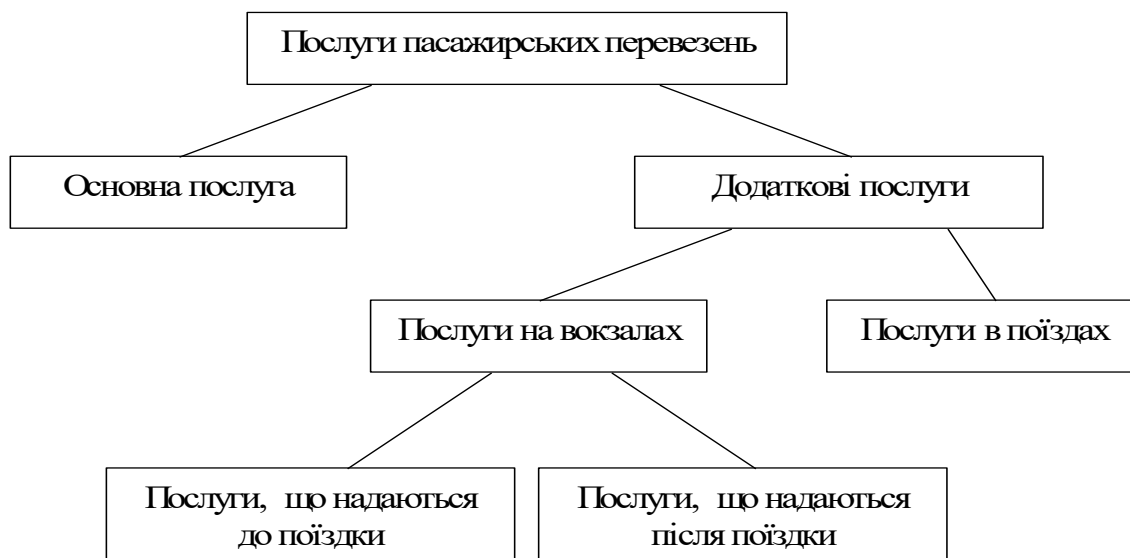 Послуги пасажирських перевезень
Основна послуга
Додаткові послуги
Послуги на вокзалах
Послуги в поїздах
Послуги, що надаються
до поїздки
Послуги, що надаються
після поїздки